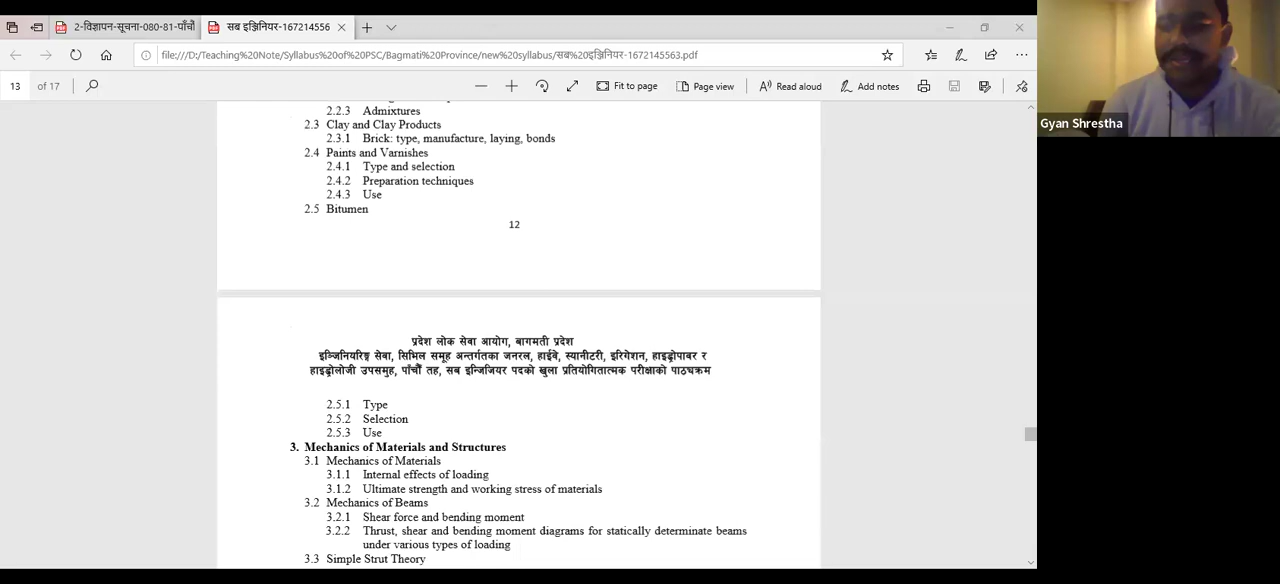 2-विज्ञापन-सूचना-080-81-पाँचौं
सब इञ्जिनियर-167214556
file:///D:/Teaching%20Note/Syllabus%20of%20PSC/Bagmati%20Province/new%20syllabus/सब%20इञ्जिनियर-1672145563.pdf
13 of 17
Fit to page
Page view
Read aloud
Add notes
Gyan Shrestha
2.2.3 Admixtures
2.3 Clay and Clay Products
2.3.1 Brick: type, manufacture, laying, bonds
2.4 Paints and Varnishes
2.4.1 Type and selection
2.4.2 Preparation techniques
2.4.3 Use
2.5 Bitumen
12
प्रदेश लोक सेवा आयोग, बागमती प्रदेश
इञ्जिनियरिङ्ग सेवा, सिभिल समूह अन्तर्गतका जनरल, हाईवे, स्यानीटरी, इरिगेशन, हाइड्रोपावर र
हाइड्रोलोजी उपसमुह, पाँचौं तह, सब इन्जिजियर पदको खुला प्रतियोगितात्मक परीक्षाको पाठ्यक्रम
2.5.1 Type
2.5.2 Selection
2.5.3 Use
3. Mechanics of Materials and Structures
3.1 Mechanics of Materials
3.1.1 Internal effects of loading
3.1.2 Ultimate strength and working stress of materials
3.2 Mechanics of Beams
3.2.1 Shear force and bending moment
3.2.2 Thrust, shear and bending moment diagrams for statically determinate beams
under various types of loading
3.3 Simple Strut Theory